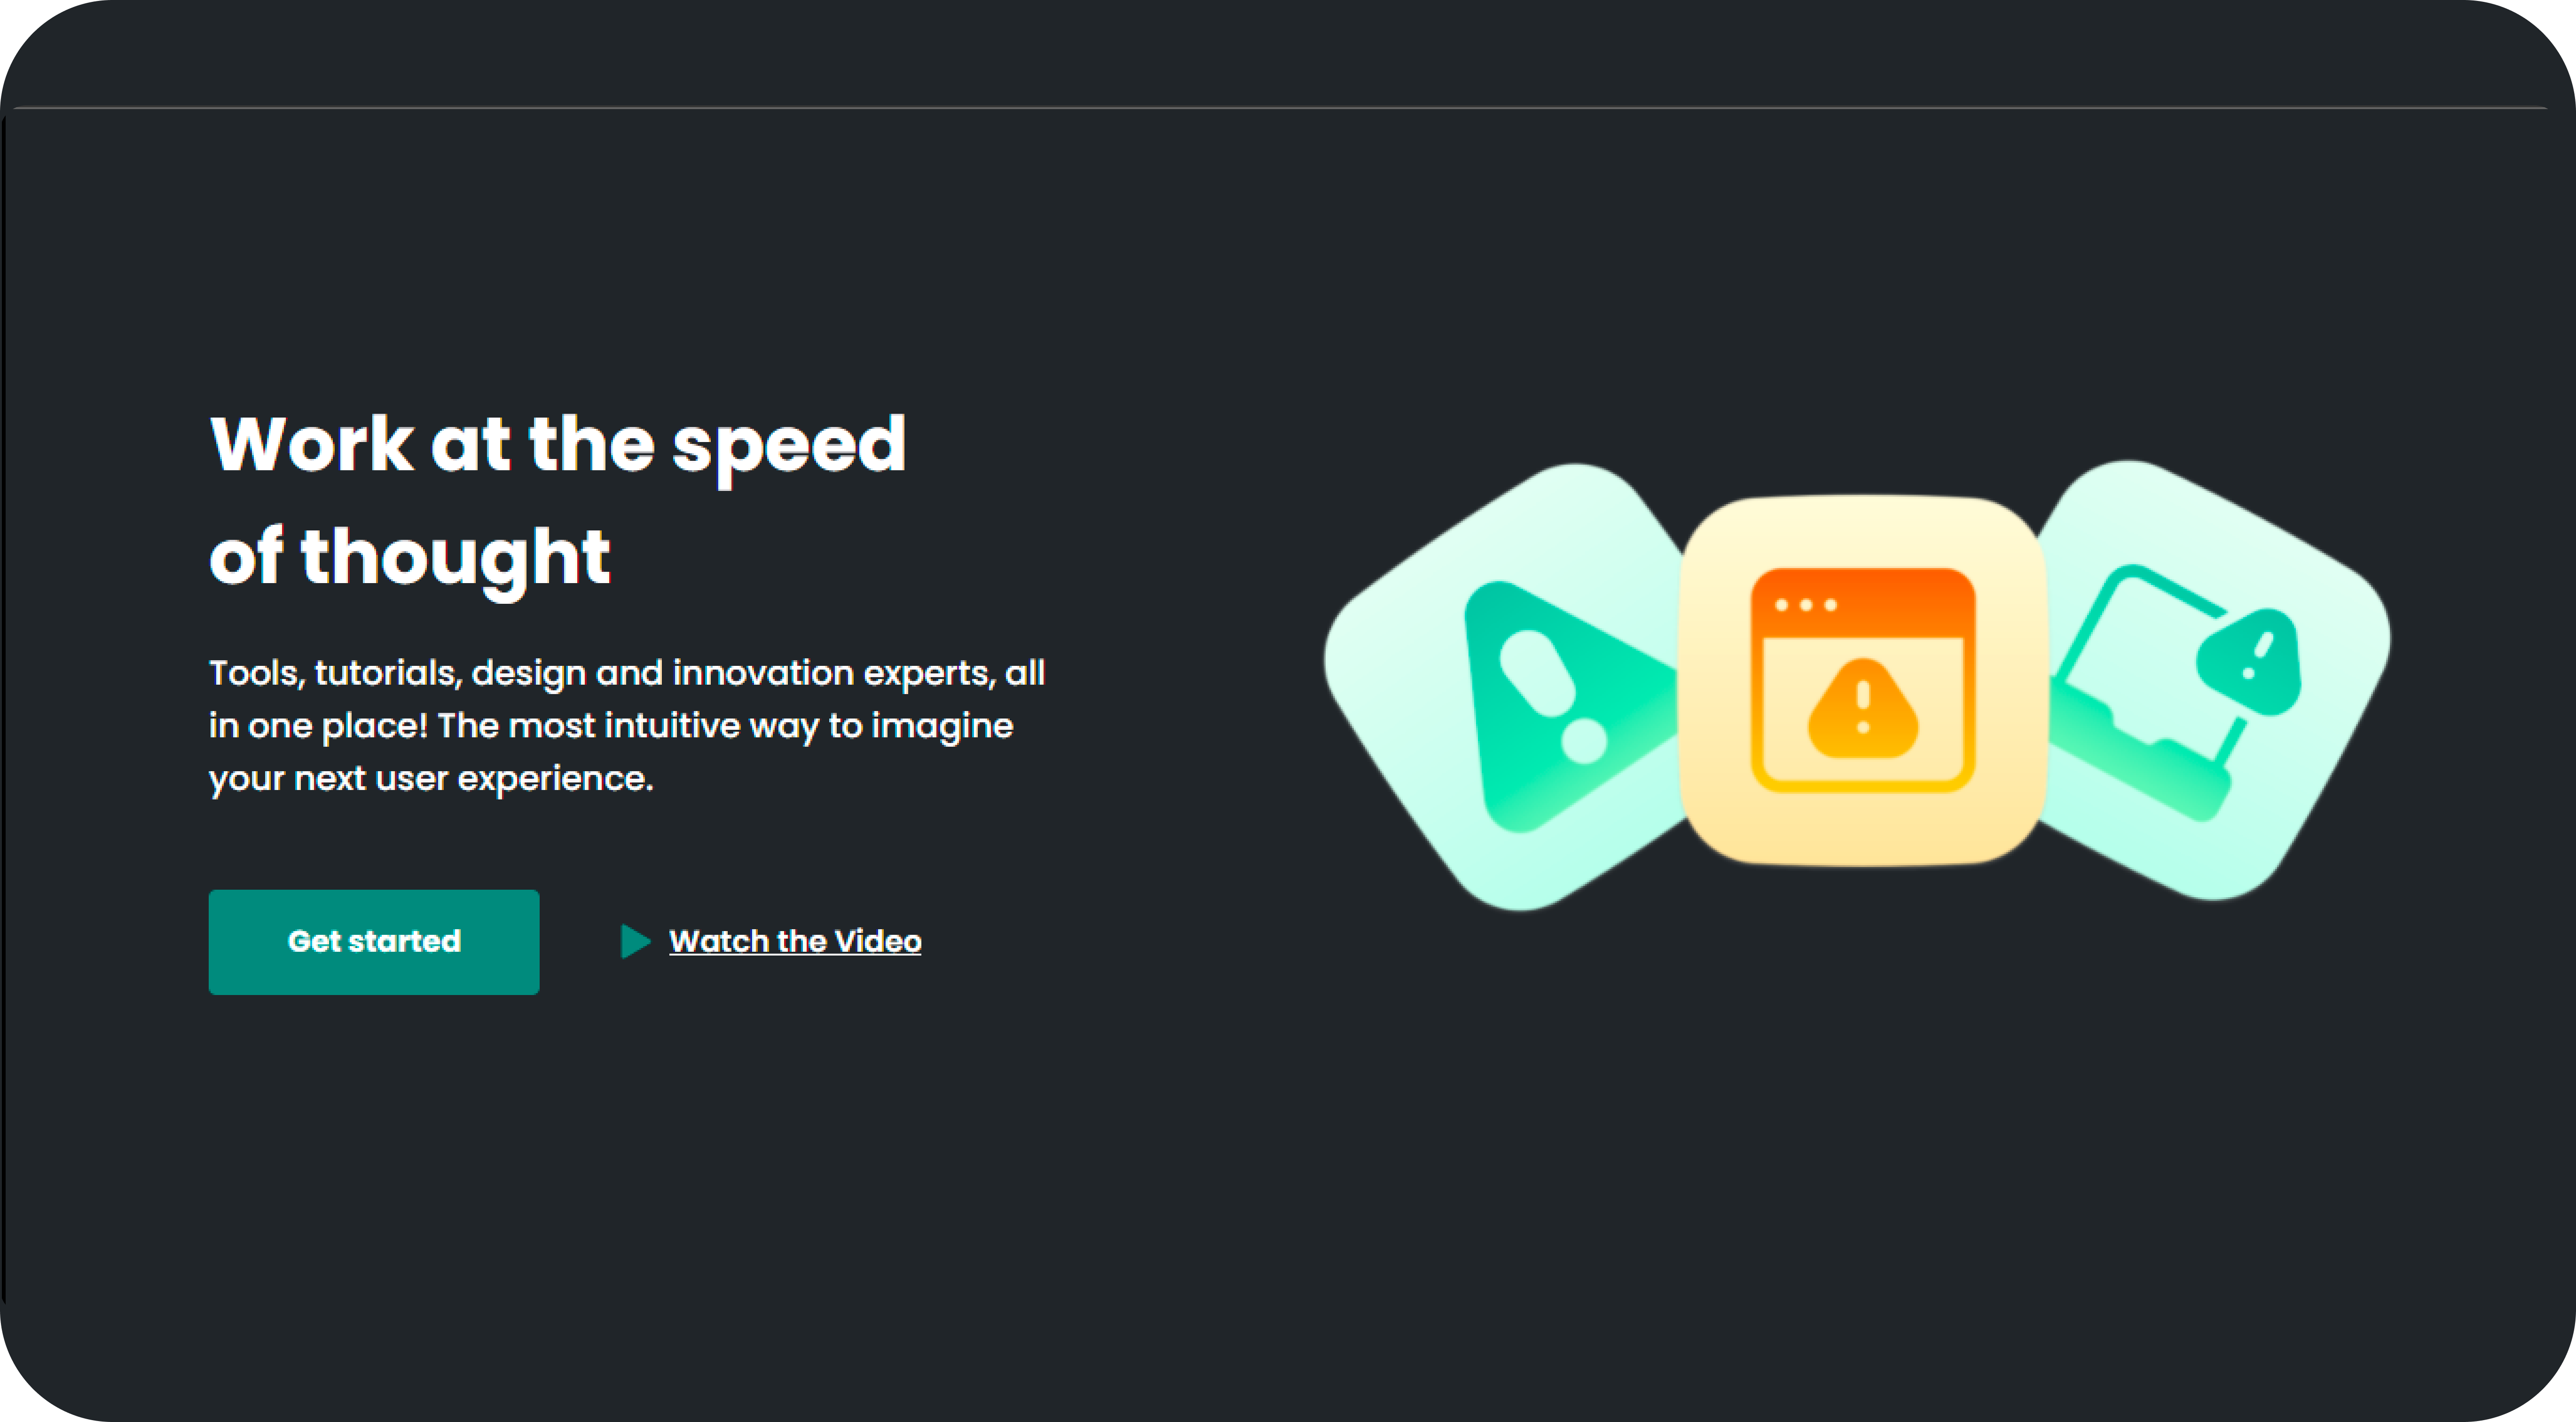 Work at the speed
of thought
Tools, tutorials, design and innovation experts, all
in one place! The most intuitive way to imagine
your next user experience.
Get started
Watch the Video